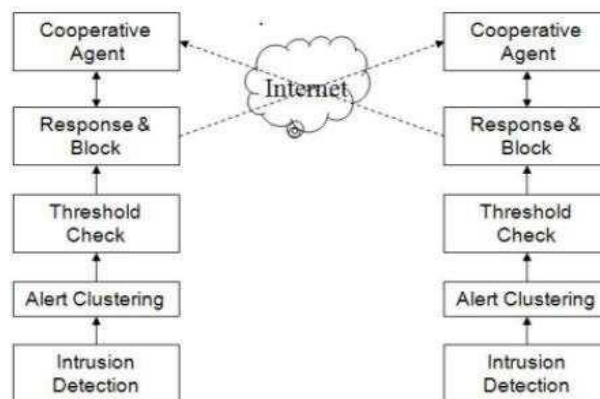 Cooperative
Agent
Response &
Block
Threshold
Check
Alert Clustering
Intrusion
Detection
Internet
Cooperative
Agent
Response &
Block
Threshold
Check
Alert Clustering
Intrusion
Detection